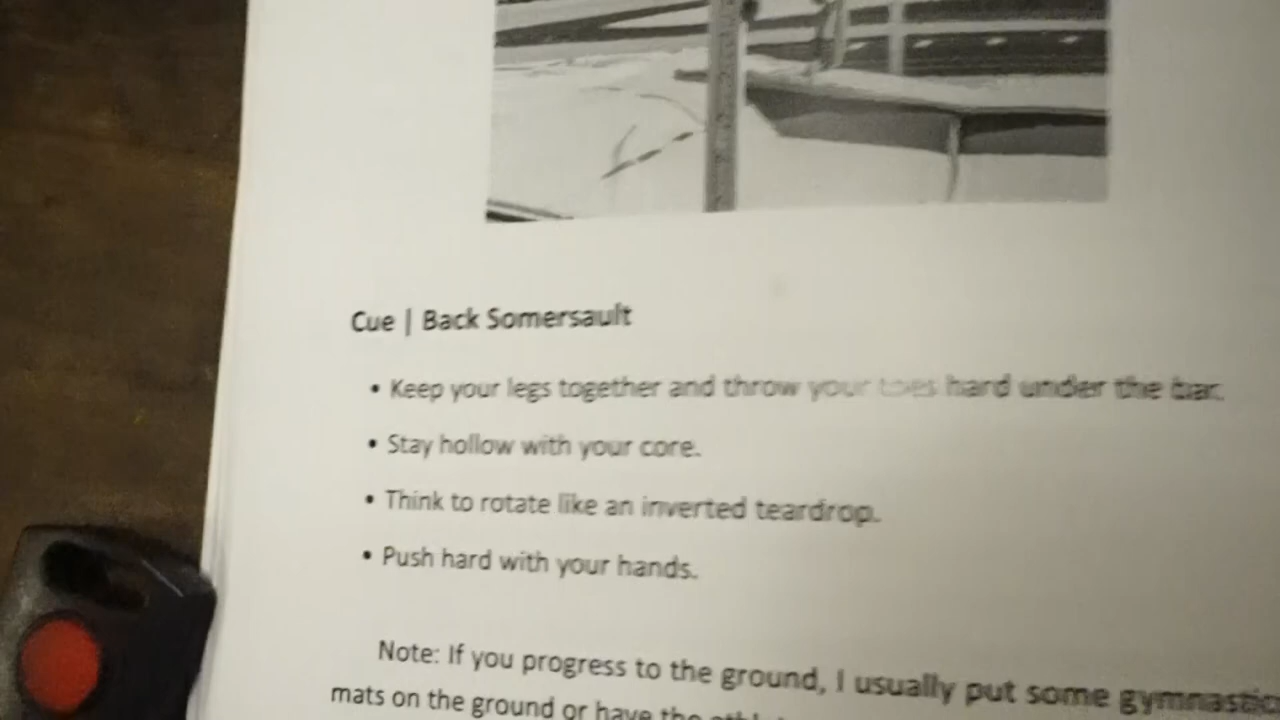 Cue | Back Somersault
• Keep your legs together and throw your toes hard under the bar.
• Stay hollow with your core.
• Think to rotate like an inverted teardrop.
• Push hard with your hands.
Note: If you progress to the ground, I usually put some gymnastic
mats on the ground or have the